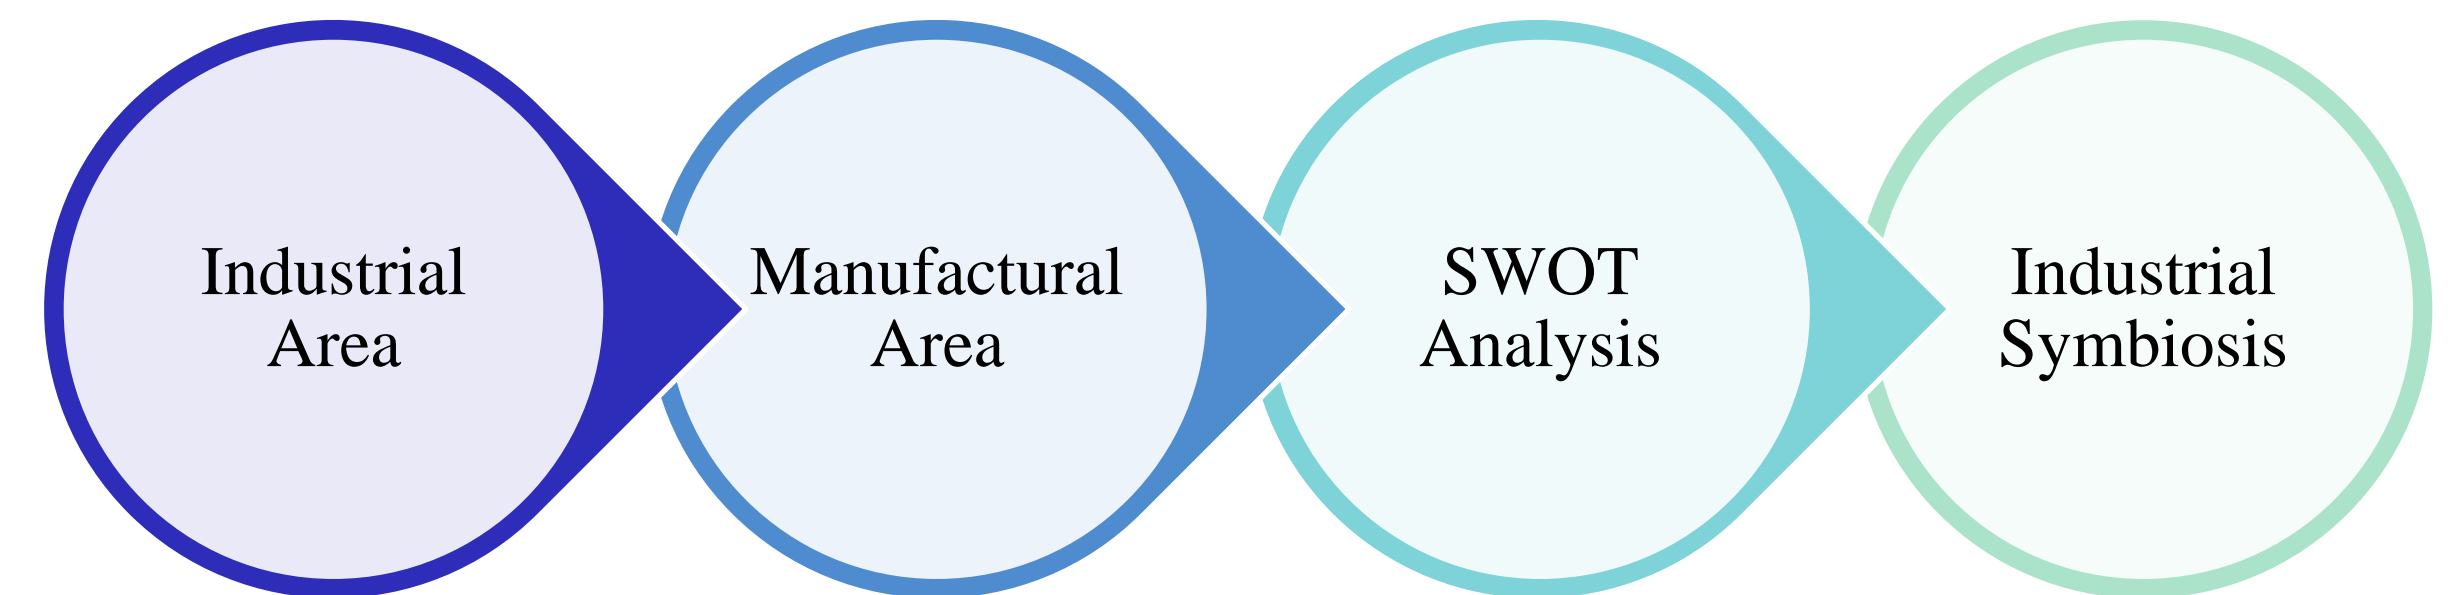 Industrial
Area
Manufactural
Area
SWOT
Analysis
Industrial
Symbiosis